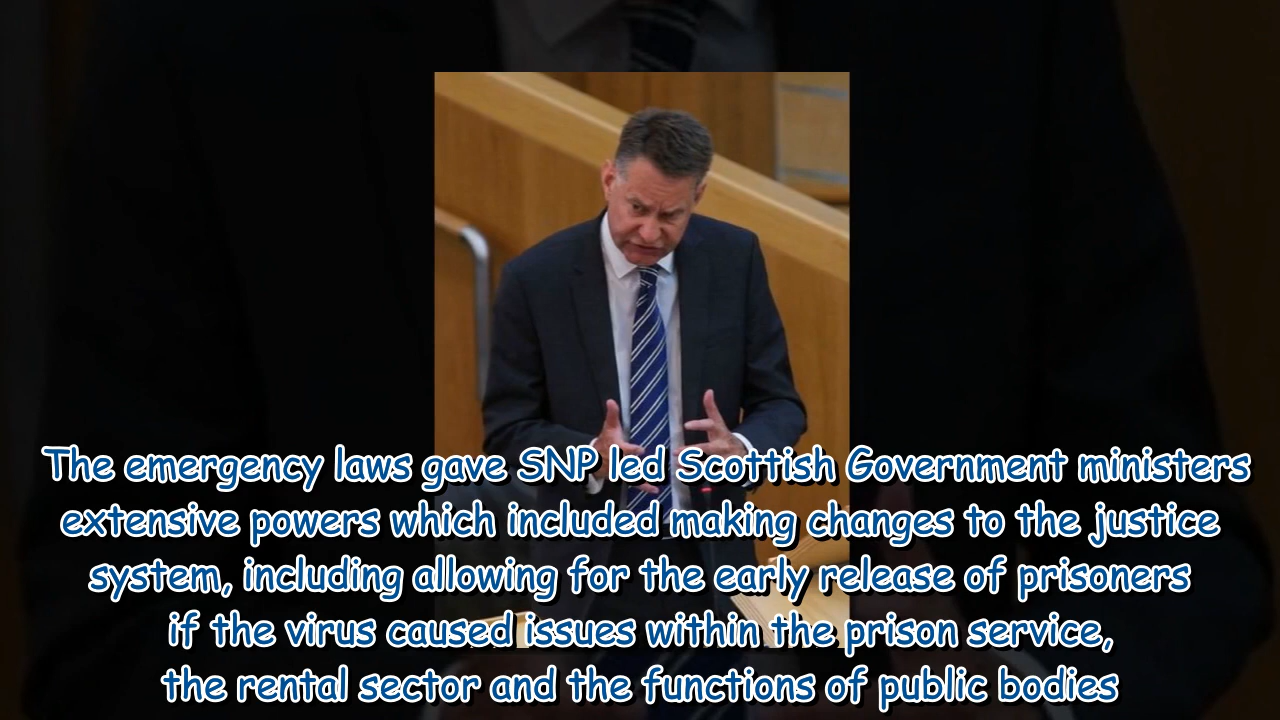 The emergency laws gave SNP led Scottish Government ministers
extensive powers which included making changes to the justice
system, including allowing for the early release of prisoners
if the virus caused issues within the prison service,
the rental sector and the functions of public bodies